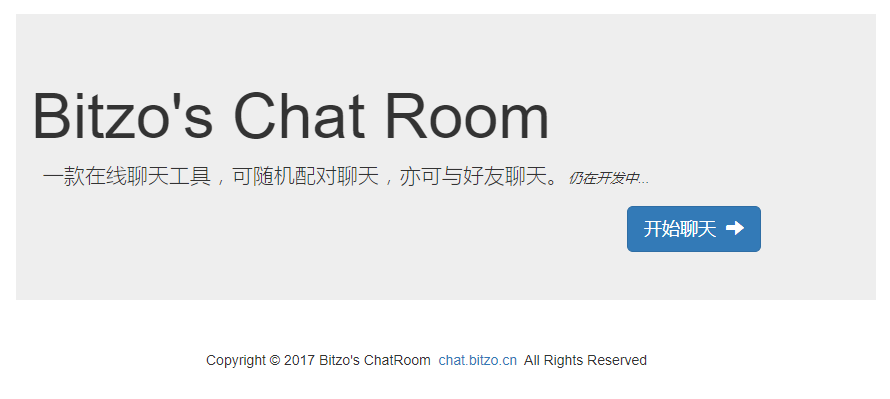 Bitzo's Chat Room
一款在线聊天工具，可随机配对聊天，亦可与好友聊天。仍在开发中...
开始聊天
Copyright © 2017 Bitzo's ChatRoom chat.bitzo.cn All Rights Reserved